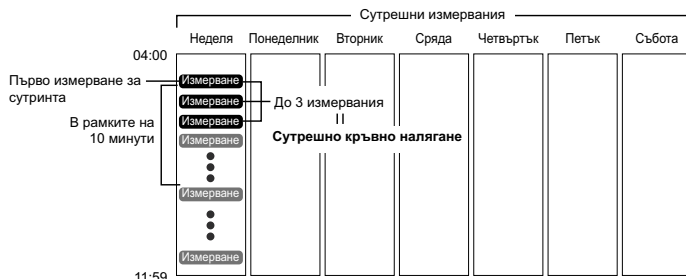 Сутрешни измервания
Неделя Понеделник Вторник Сряда Четвъртък Петък Събота
04:00
Първо измерване за
сутринта
Измерване
Измерване
До 3 измервания
Измерване
В рамките на
10 минути
Сутрешно кръвно налягане
Измерване
Измерване
Измерване
11:59